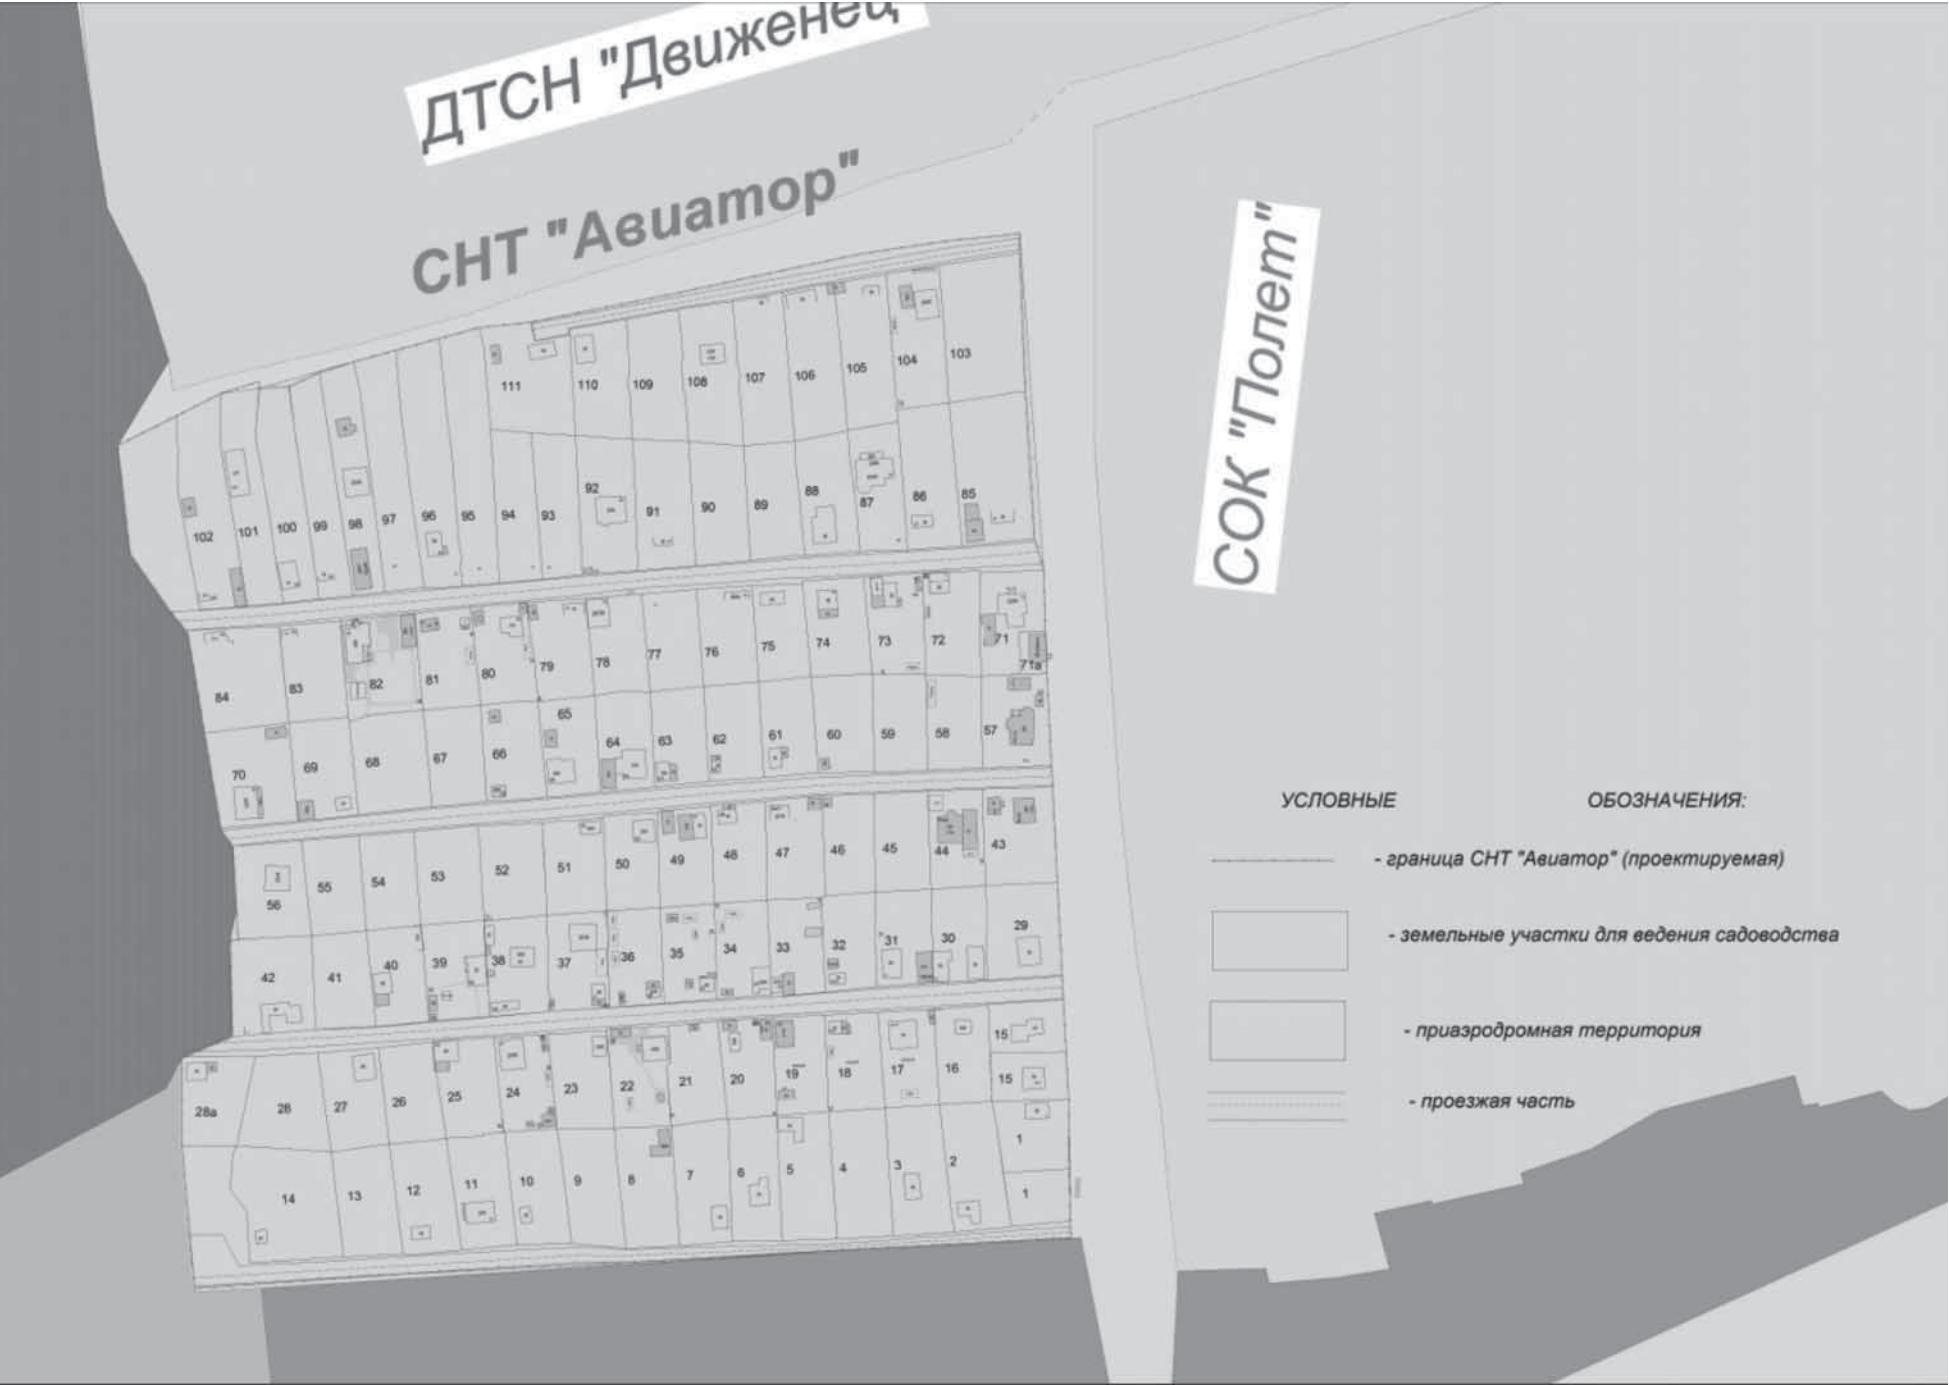 ДТСН "Движенец
СНТ "Авиатор"
СОК "Полет"
111 110 109 108 107 106 105 104 103
102 101 100 99 98 97 96 95 94 93 92 91 90 89 88 87 86 85
84 83 82 81 80 79 78 77 76 75 74 73 72 71
71а
70 69 68 67 66 65 64 63 62 61 60 59 58 57
56 55 54 53 52 51 50 49 48 47 46 45 44 43
42 41 40 39 38 37 36 35 34 33 32 31 30 29
28а 28 27 26 25 24 23 22 21 20 19 18 17 16 15
15
14 13 12 11 10 9 8 7 6 5 4 3 2 1
1
УСЛОВНЫЕ ОБОЗНАЧЕНИЯ:
- граница СНТ "Авиатор" (проектируемая)
- земельные участки для ведения садоводства
- приаэродромная территория
- проезжая часть